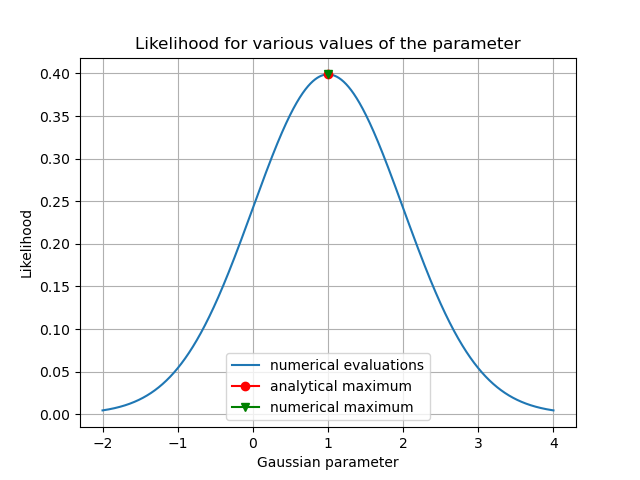 Likelihood for various values of the parameter
0.40
0.35
0.30
0.25
0.20
0.15
0.10
0.05
0.00
Likelihood
numerical evaluations
analytical maximum
numerical maximum
−2 −1 0 1 2 3 4
Gaussian parameter